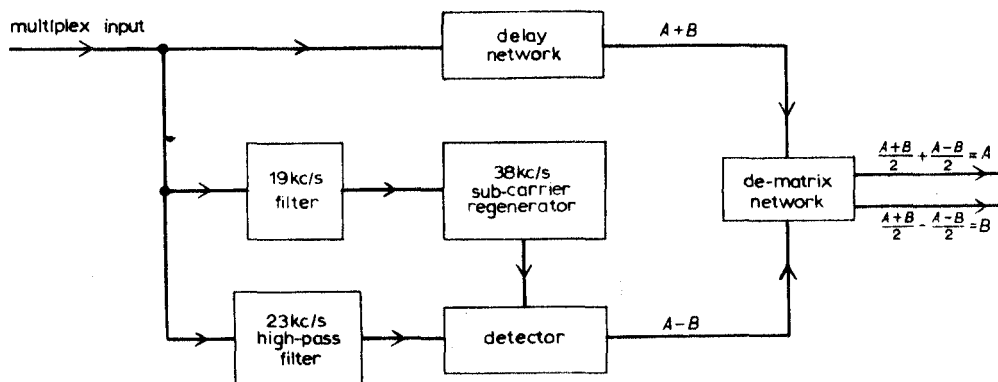 multiplex input
delay
network
A+B
19kc/s
filter
38kc/s
sub-carrier
regenerator
de-matrix
network
A+B/2 + A−B/2 = A
A+B/2 − A−B/2 = B
23kc/s
high-pass
filter
detector
A−B